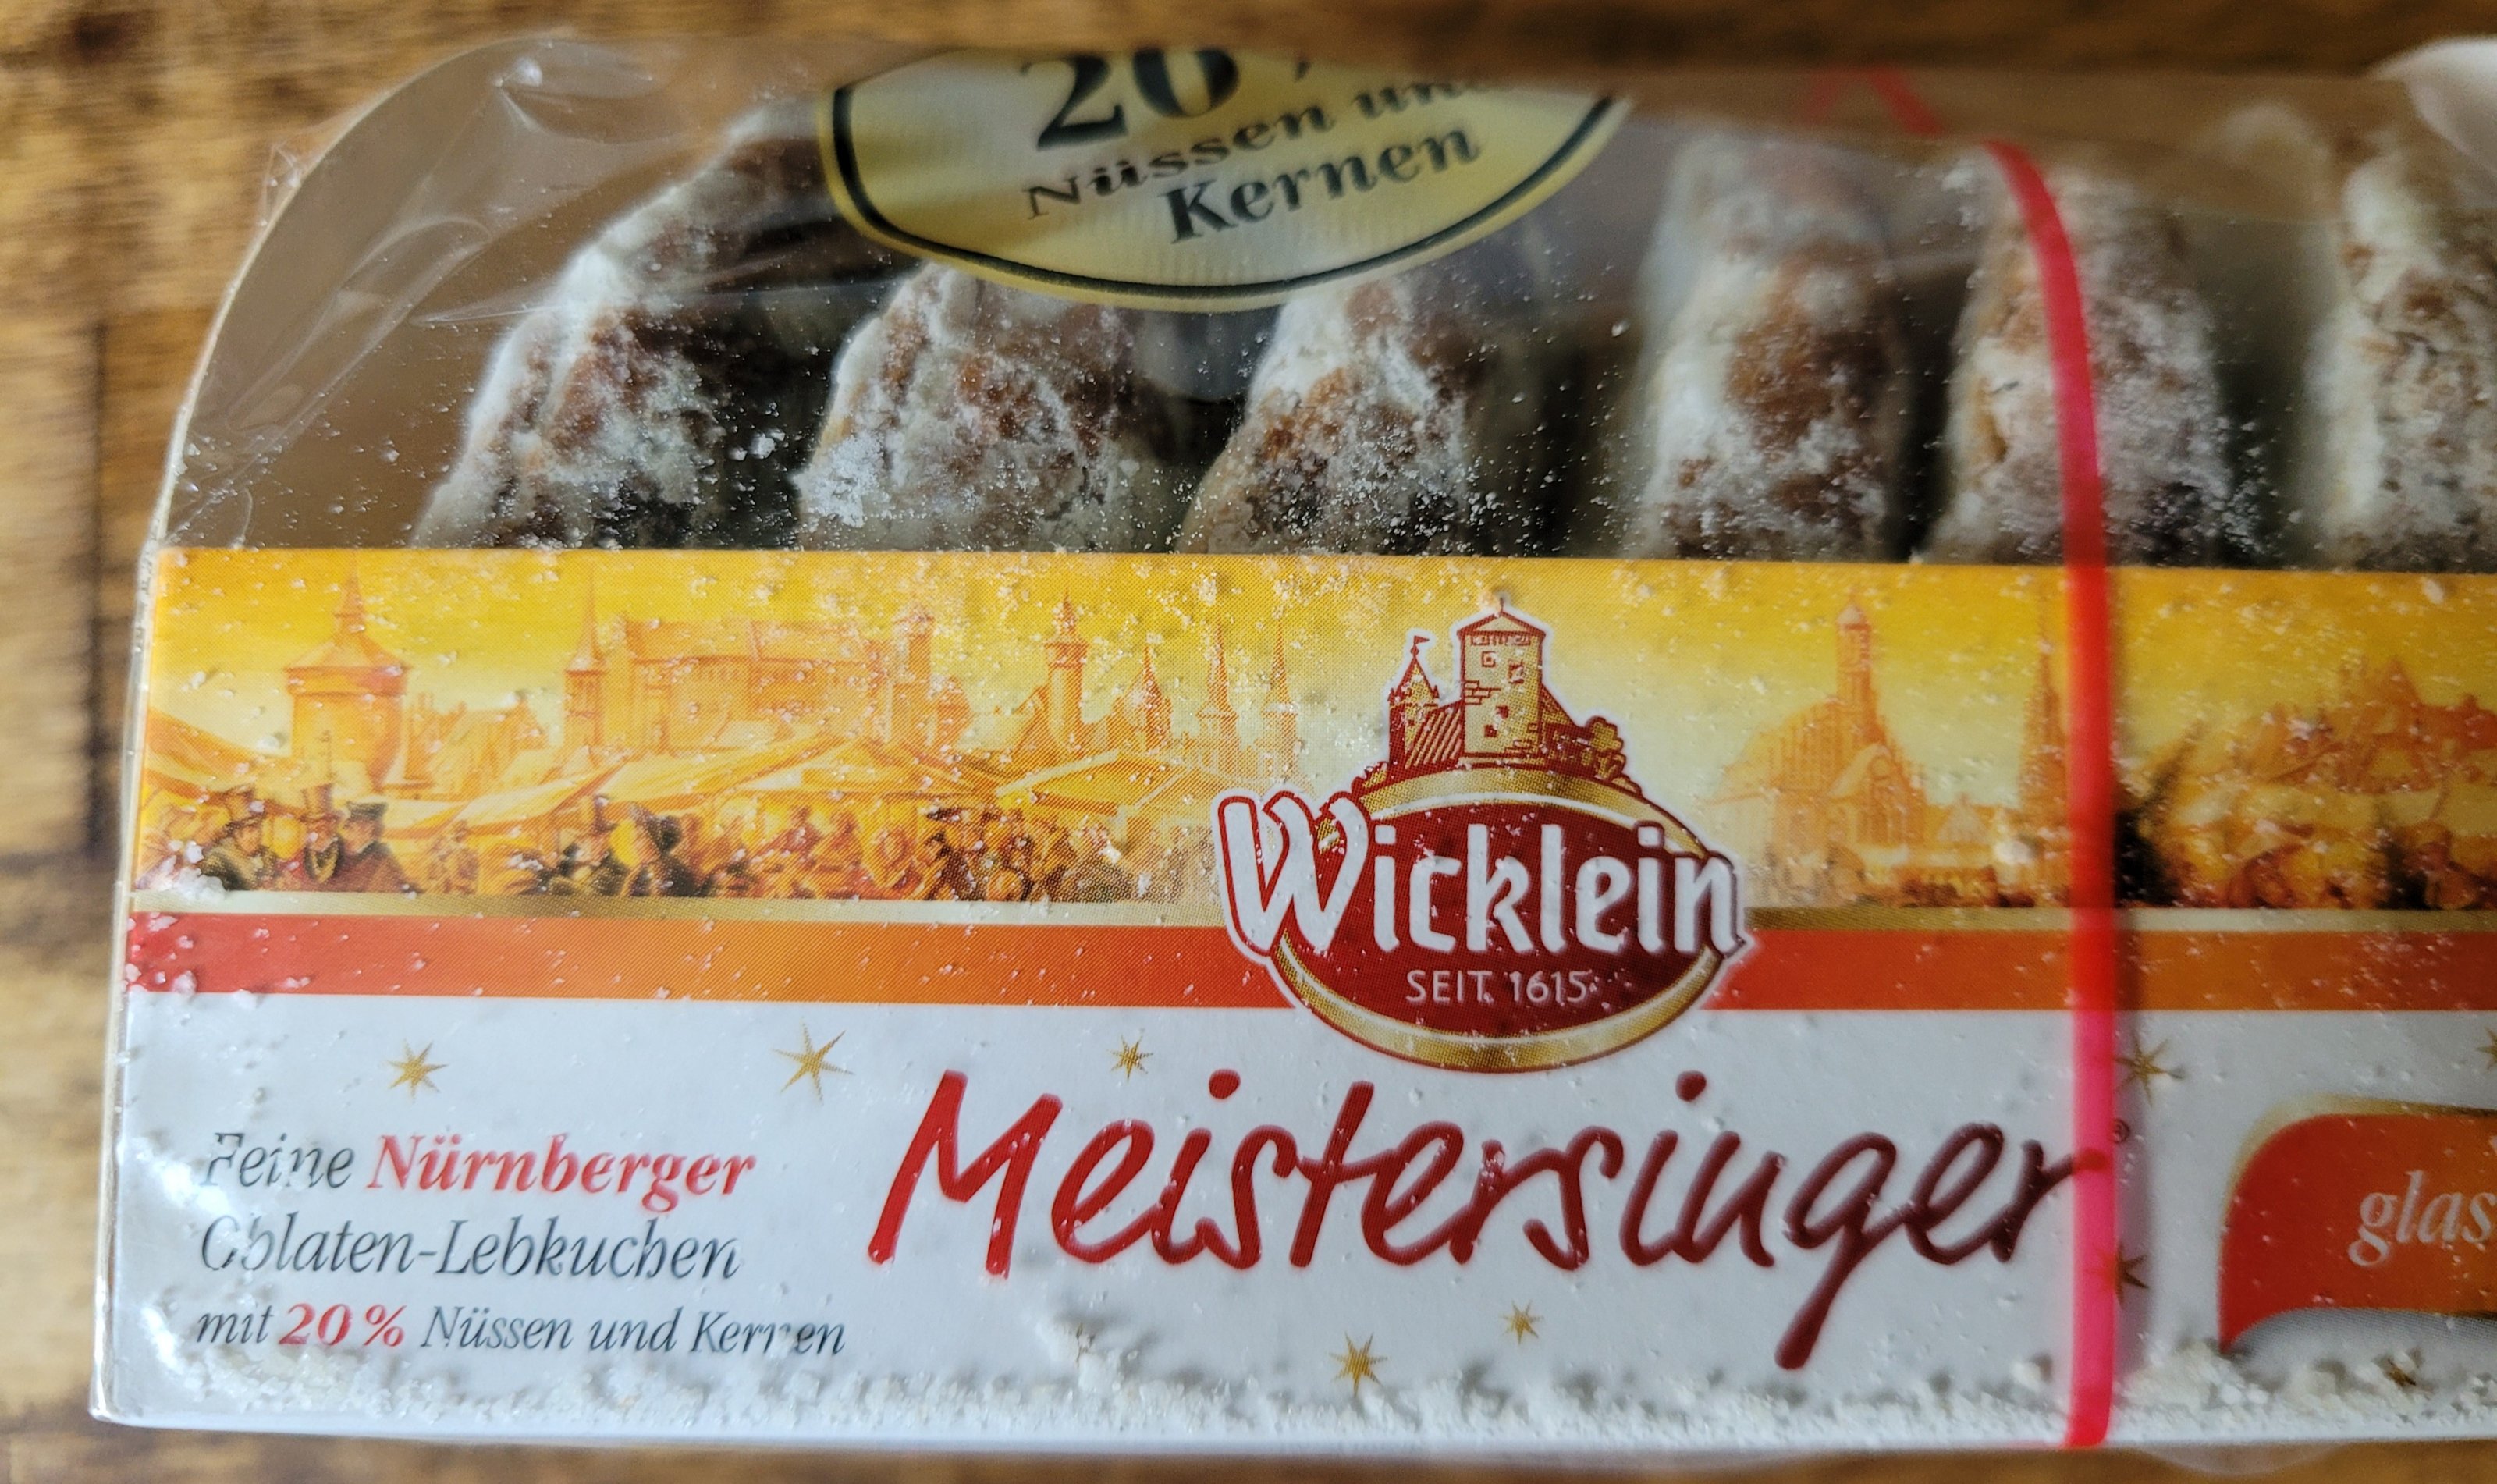 20%
Nüssen und
Kernen
Wicklein
SEIT 1615
Meistersinger®
Feine Nürnberger
Oblaten-Lebkuchen
mit 20% Nüssen und Kernen
glas